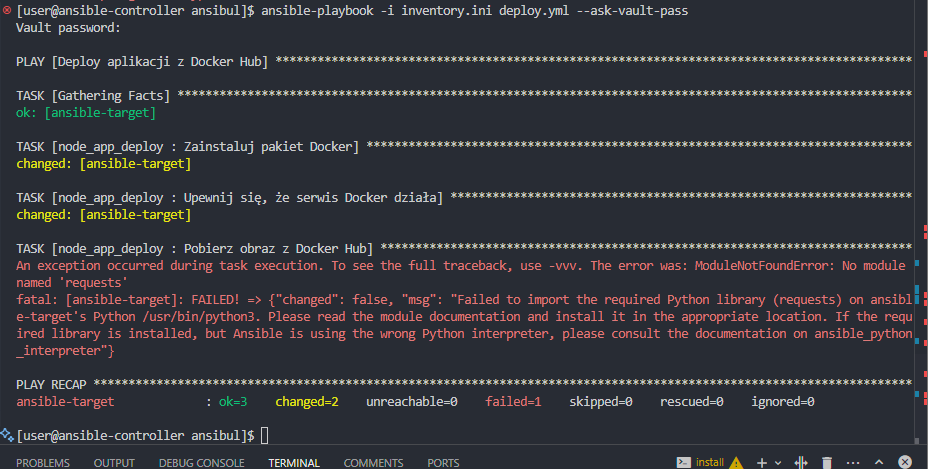 [user@ansible-controller ansibul]$ ansible-playbook -i inventory.ini deploy.yml --ask-vault-pass
Vault password:
PLAY [Deploy aplikacji z Docker Hub] *******************************************************************************************
TASK [Gathering Facts] *********************************************************************************************************
ok: [ansible-target]
TASK [node_app_deploy : Zainstaluj pakiet Docker] ******************************************************************************
changed: [ansible-target]
TASK [node_app_deploy : Upewnij się, że serwis Docker działa] ******************************************************************
changed: [ansible-target]
TASK [node_app_deploy : Pobierz obraz z Docker Hub] ****************************************************************************
An exception occurred during task execution. To see the full traceback, use -vvv. The error was: ModuleNotFoundError: No module
named 'requests'
fatal: [ansible-target]: FAILED! => {"changed": false, "msg": "Failed to import the required Python library (requests) on ansibl
e-target's Python /usr/bin/python3. Please read the module documentation and install it in the appropriate location. If the requ
ired library is installed, but Ansible is using the wrong Python interpreter, please consult the documentation on ansible_python
_interpreter"}
PLAY RECAP *********************************************************************************************************************
ansible-target : ok=3 changed=2 unreachable=0 failed=1 skipped=0 rescued=0 ignored=0
[user@ansible-controller ansibul]$
PROBLEMS OUTPUT DEBUG CONSOLE TERMINAL COMMENTS PORTS install